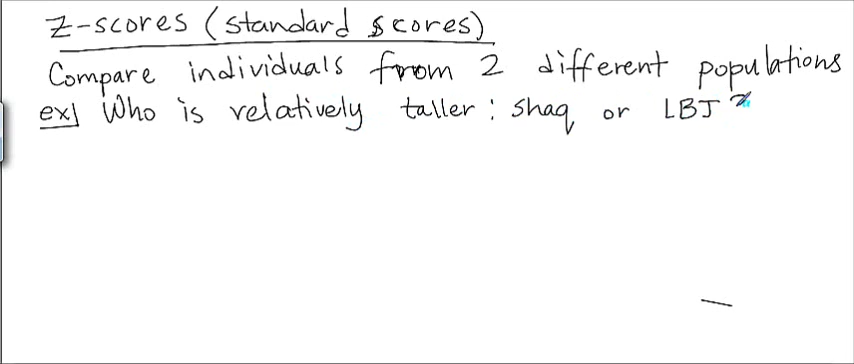 Z-scores (standard scores)
Compare individuals from 2 different populations
ex) Who is relatively taller: Shaq or LBJ?